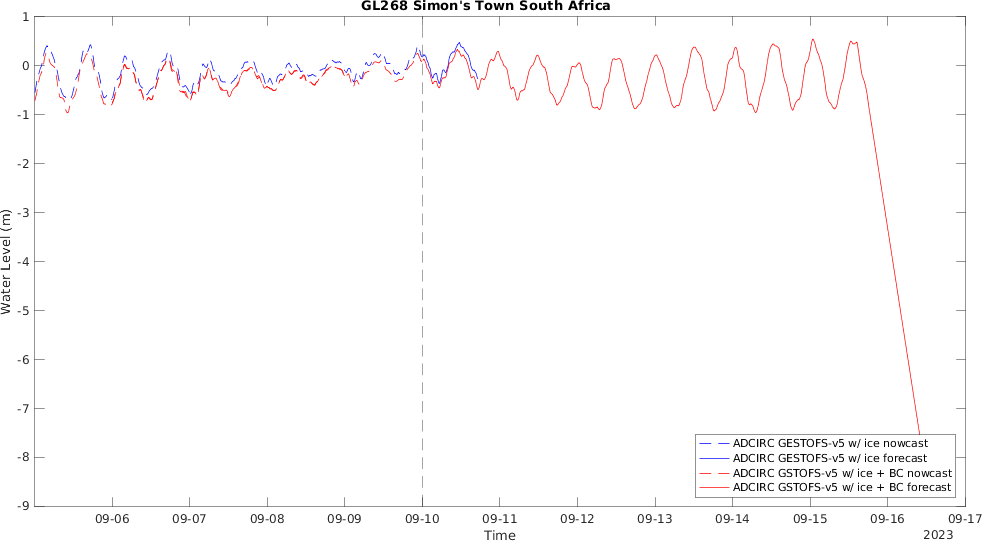 GL268 Simon's Town South Africa
1
0
-1
-2
-3
-4
-5
-6
-7
-8
-9
Water Level (m)
ADCIRC GESTOFS-v5 w/ ice nowcast
ADCIRC GESTOFS-v5 w/ ice forecast
ADCIRC GSTOFS-v5 w/ ice + BC nowcast
ADCIRC GSTOFS-v5 w/ ice + BC forecast
09-06 09-07 09-08 09-09 09-10 09-11 09-12 09-13 09-14 09-15 09-16 09-17
Time
2023